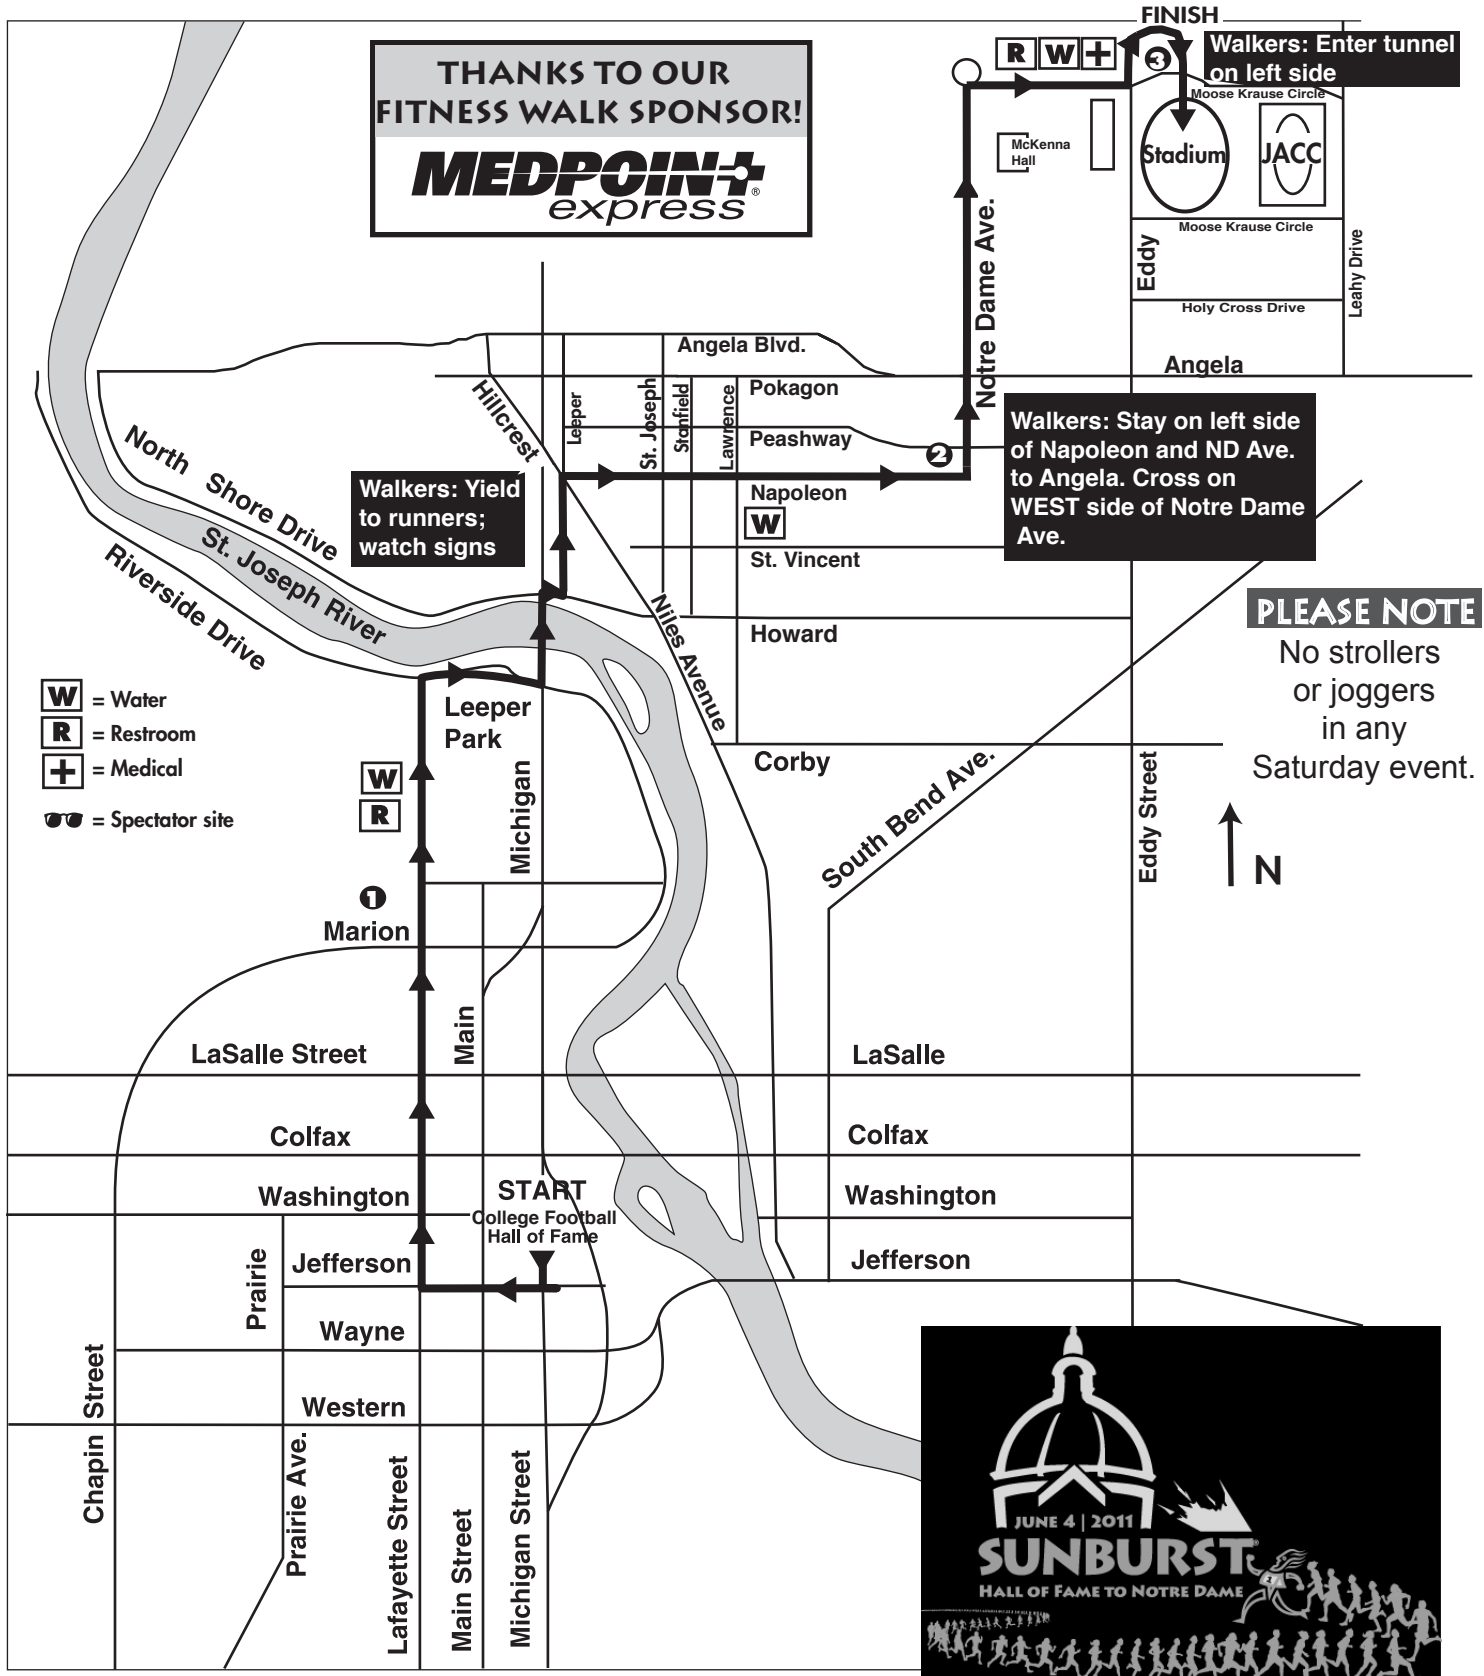 FINISH
THANKS TO OUR
FITNESS WALK SPONSOR!
MEDPOINT
express®
R W +
3
Walkers: Enter tunnel
on left side
Moose Krause Circle
McKenna
Hall
Stadium
JACC
Moose Krause Circle
Eddy
Leahy Drive
Holy Cross Drive
Notre Dame Ave.
Angela Blvd.
Angela
Pokagon
Hillcrest
Leeper
St. Joseph
Stanfield
Lawrence
Peashway
2
Walkers: Stay on left side
of Napoleon and ND Ave.
to Angela. Cross on
WEST side of Notre Dame
Ave.
North Shore Drive
Walkers: Yield
to runners;
watch signs
Napoleon
W
St. Vincent
St. Joseph River
Riverside Drive
Niles Avenue
Howard
PLEASE NOTE
No strollers
or joggers
in any
Saturday event.
W = Water
R = Restroom
+ = Medical
= Spectator site
Leeper
Park
W
R
Michigan
Corby
South Bend Ave.
Eddy Street
N
1
Marion
Main
LaSalle Street
LaSalle
Colfax
Colfax
Washington
START
College Football
Hall of Fame
Washington
Prairie
Jefferson
Jefferson
Wayne
Western
Chapin Street
Prairie Ave.
Lafayette Street
Main Street
Michigan Street
JUNE 4 | 2011
SUNBURST®
HALL OF FAME TO NOTRE DAME
1